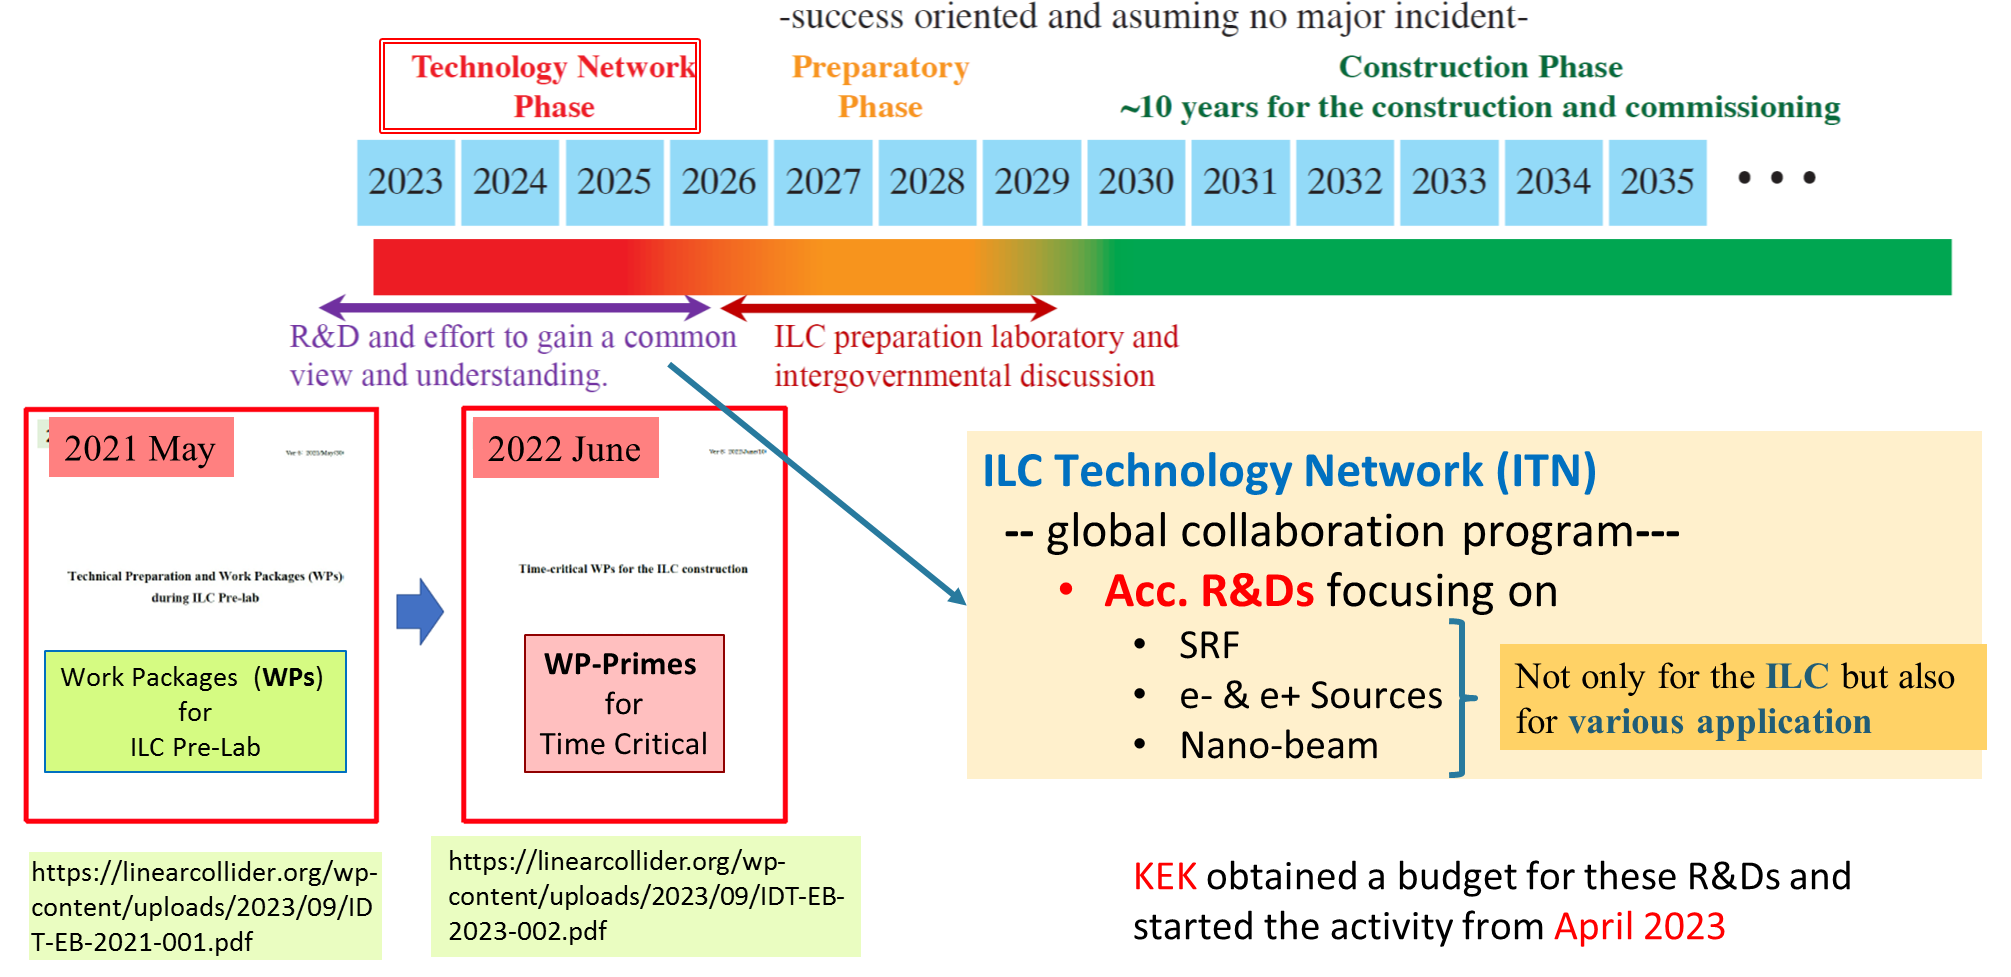 -success oriented and asuming no major incident-
Technology Network
Phase
Preparatory
Phase
Construction Phase
~10 years for the construction and commissioning
2023 2024 2025 2026 2027 2028 2029 2030 2031 2032 2033 2034 2035 • • •
R&D and effort to gain a common
view and understanding.
ILC preparation laboratory and
intergovernmental discussion
2021 May
Technical Preparation and Work Packages (WPs)
during ILC Pre-lab
Work Packages (WPs)
for
ILC Pre-Lab
https://linearcollider.org/wp-
content/uploads/2023/09/ID
T-EB-2021-001.pdf
2022 June
Time-critical WPs for the ILC construction
WP-Primes
for
Time Critical
https://linearcollider.org/wp-
content/uploads/2023/09/IDT-EB-
2023-002.pdf
ILC Technology Network (ITN)
-- global collaboration program---
• Acc. R&Ds focusing on
• SRF
• e- & e+ Sources
• Nano-beam
Not only for the ILC but also
for various application
KEK obtained a budget for these R&Ds and
started the activity from April 2023